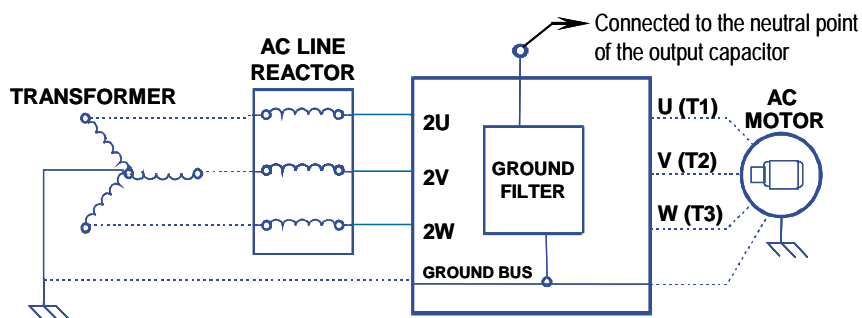 Connected to the neutral point
of the output capacitor
AC LINE
REACTOR
TRANSFORMER
2U
2V
2W
GROUND
FILTER
GROUND BUS
U (T1)
V (T2)
W (T3)
AC
MOTOR